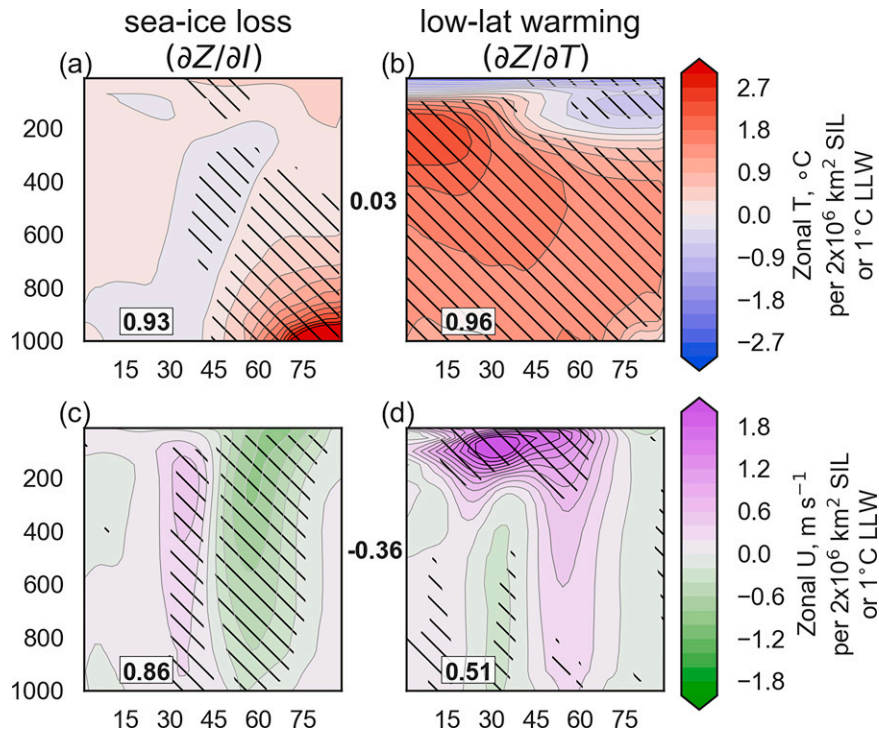 sea-ice loss
(∂Z/∂I)
low-lat warming
(∂Z/∂T)
(a)
(b)
200
400
600
800
1000
0.93
0.03
0.96
15 30 45 60 75
15 30 45 60 75
2.7
1.8
0.9
0.0
−0.9
−1.8
−2.7
Zonal T, ∘C
per 2x10⁶ km² SIL
or 1°C LLW
(c)
(d)
200
400
600
800
1000
0.86
-0.36
0.51
15 30 45 60 75
15 30 45 60 75
1.8
1.2
0.6
0.0
−0.6
−1.2
−1.8
Zonal U, m s⁻¹
per 2x10⁶ km² SIL
or 1°C LLW